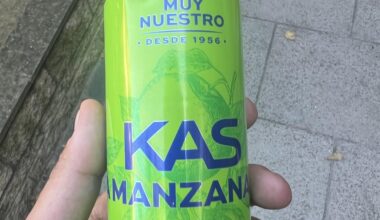 MUY
NUESTRO
• DESDE 1956 •
KAS
MANZANA